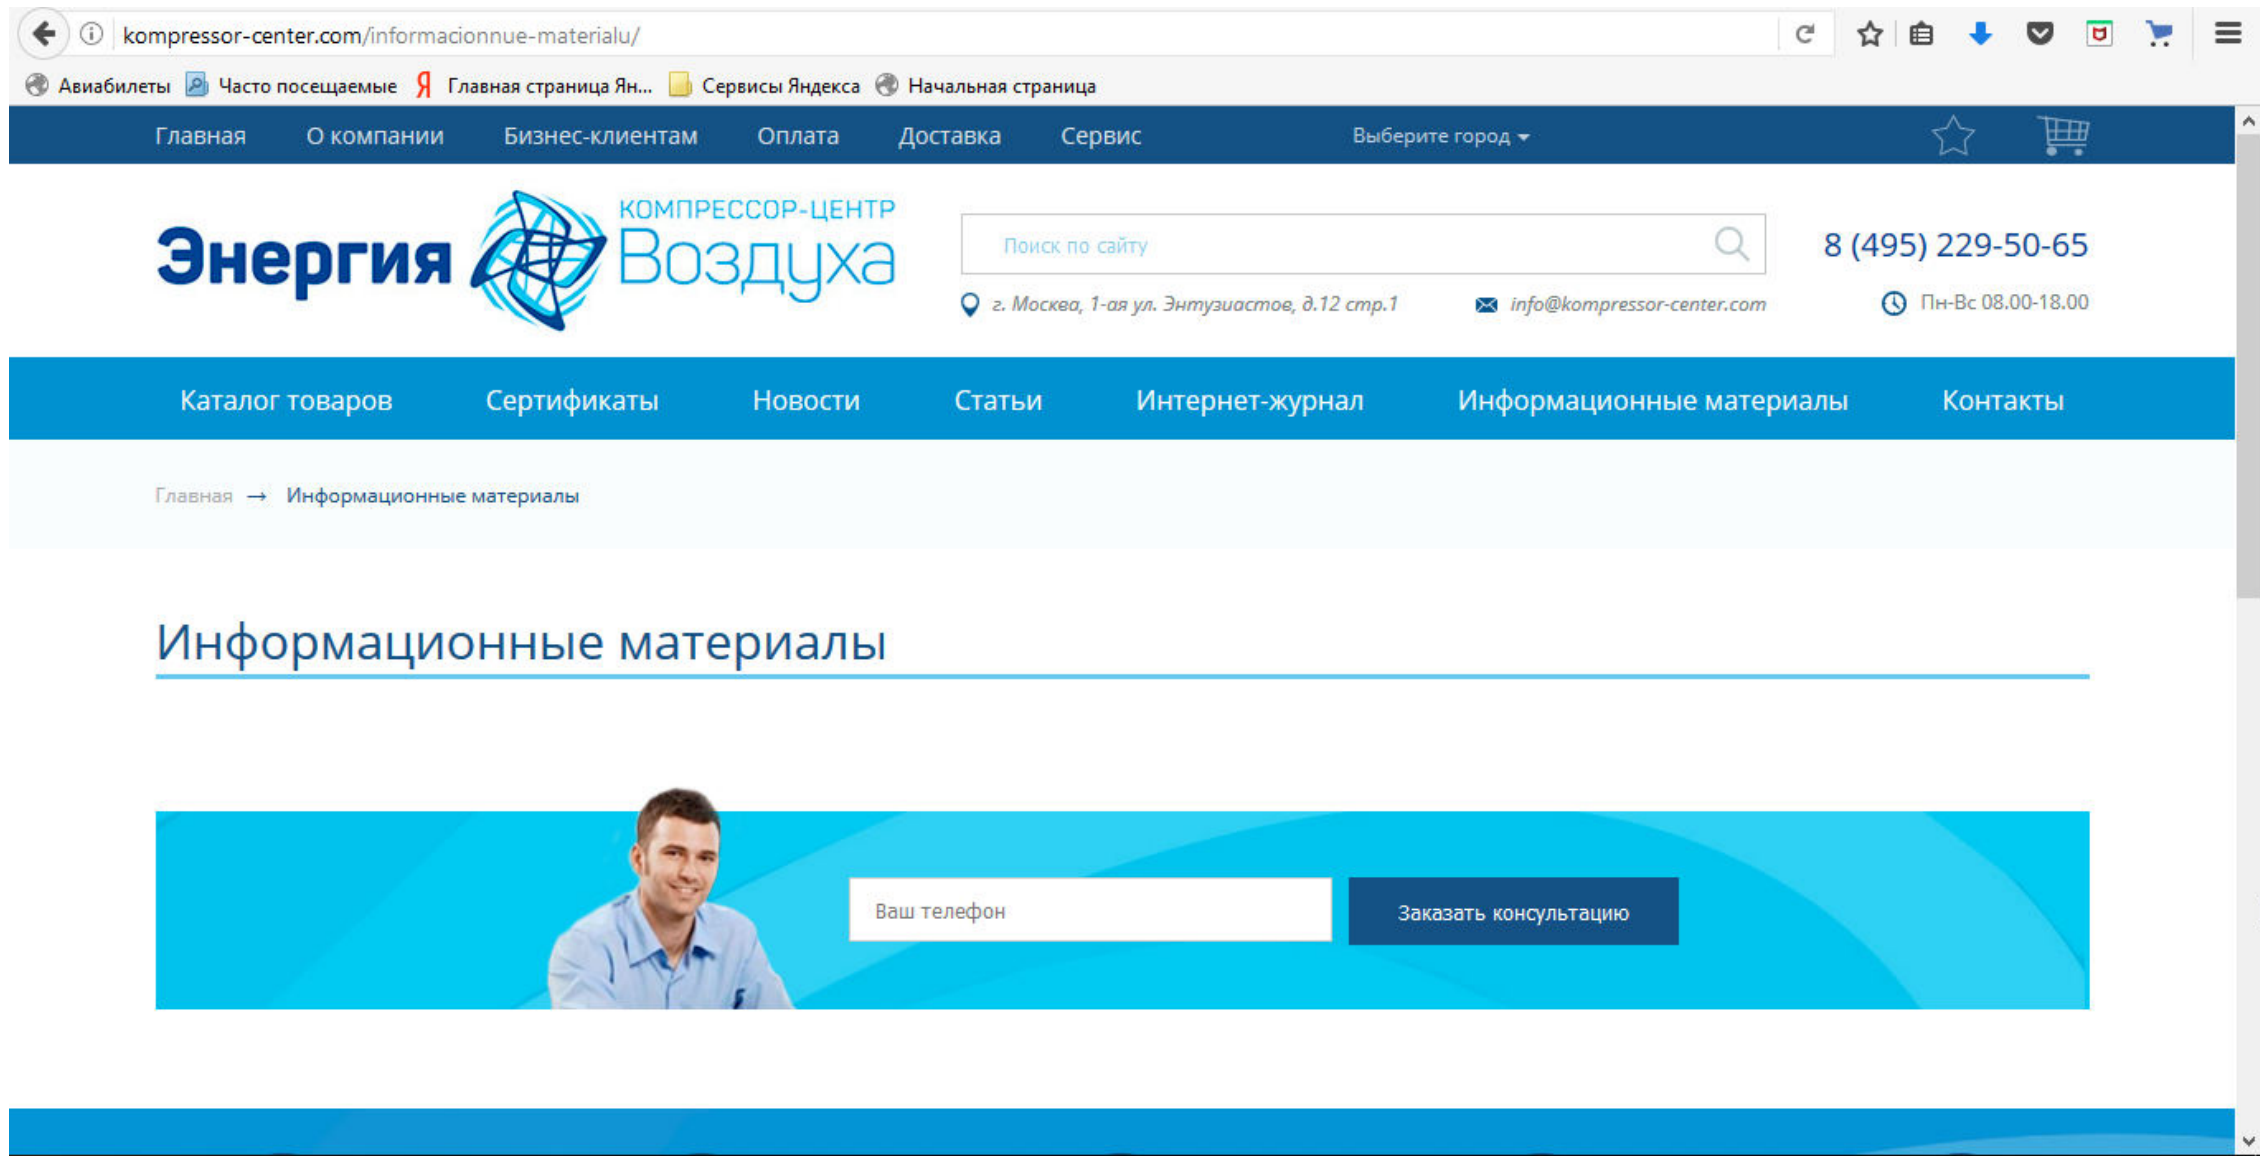 kompressor-center.com/informacionnue-materialu/
Авиабилеты Часто посещаемые Главная страница Ян... Сервисы Яндекса Начальная страница
Главная О компании Бизнес-клиентам Оплата Доставка Сервис Выберите город
Энергия КОМПРЕССОР-ЦЕНТР Воздуха
Поиск по сайту
8 (495) 229-50-65
г. Москва, 1-ая ул. Энтузиастов, д.12 стр.1 info@kompressor-center.com Пн-Вс 08.00-18.00
Каталог товаров Сертификаты Новости Статьи Интернет-журнал Информационные материалы Контакты
Главная → Информационные материалы
Информационные материалы
Ваш телефон Заказать консультацию